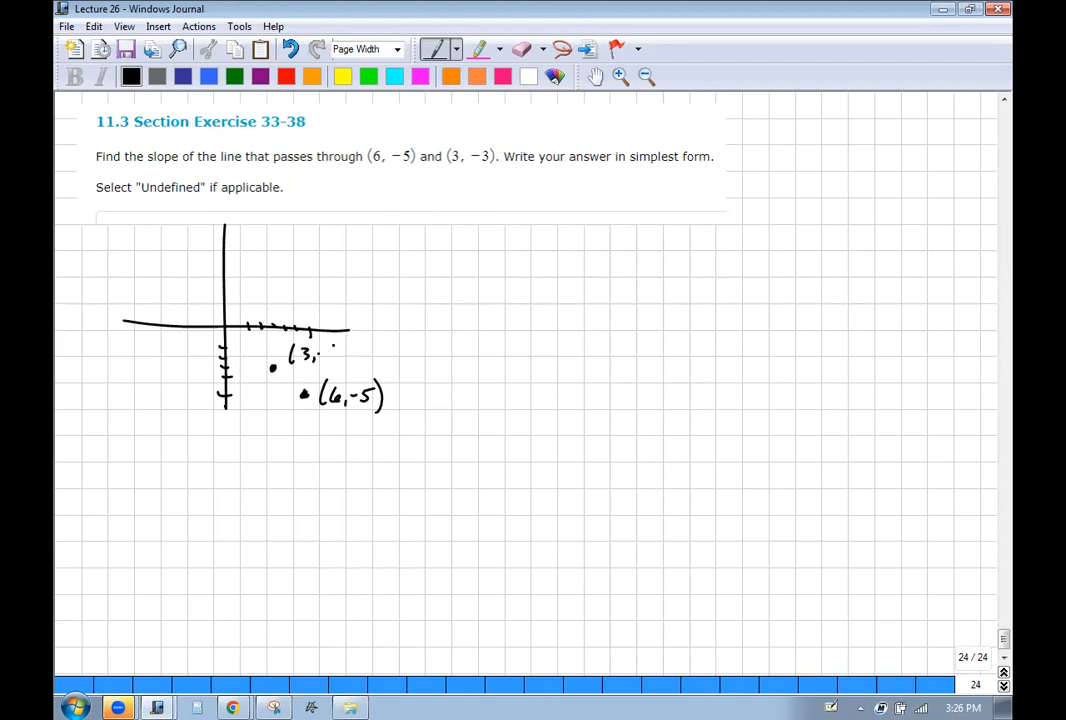 Lecture 26 - Windows Journal
File Edit View Insert Actions Tools Help
Page Width
B I
11.3 Section Exercise 33-38
Find the slope of the line that passes through (6, −5) and (3, −3). Write your answer in simplest form.
Select "Undefined" if applicable.
(3,
(6,-5)
24 / 24
24
3:26 PM